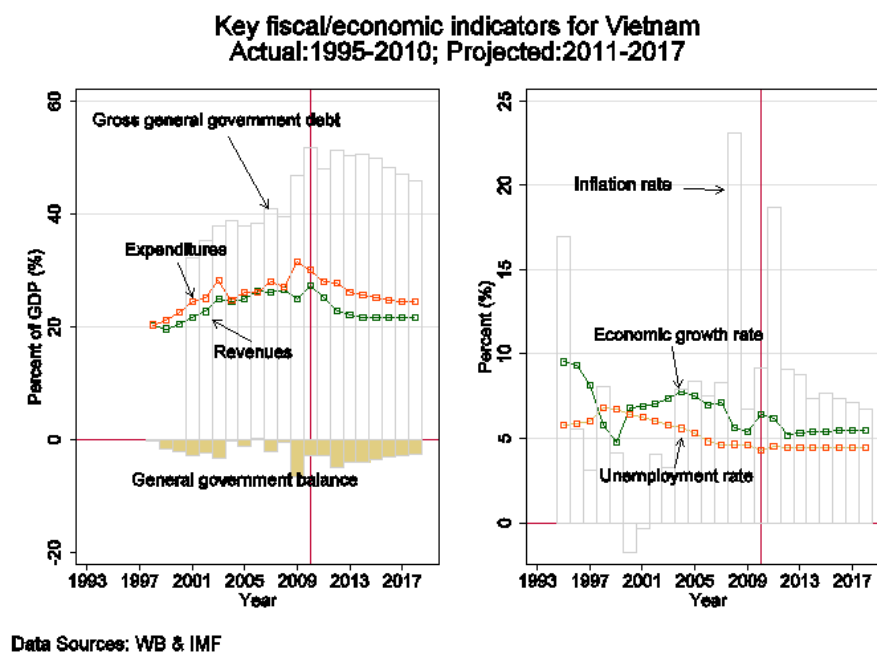 Key fiscal/economic indicators for Vietnam
Actual:1995-2010; Projected:2011-2017
Percent of GDP (%)
60
40
20
0
-20
Gross general government debt
Expenditures
Revenues
General government balance
1993 1997 2001 2005 2009 2013 2017
Year
Percent (%)
25
20
15
10
5
0
Inflation rate
Economic growth rate
Unemployment rate
1993 1997 2001 2005 2009 2013 2017
Year
Data Sources: WB & IMF